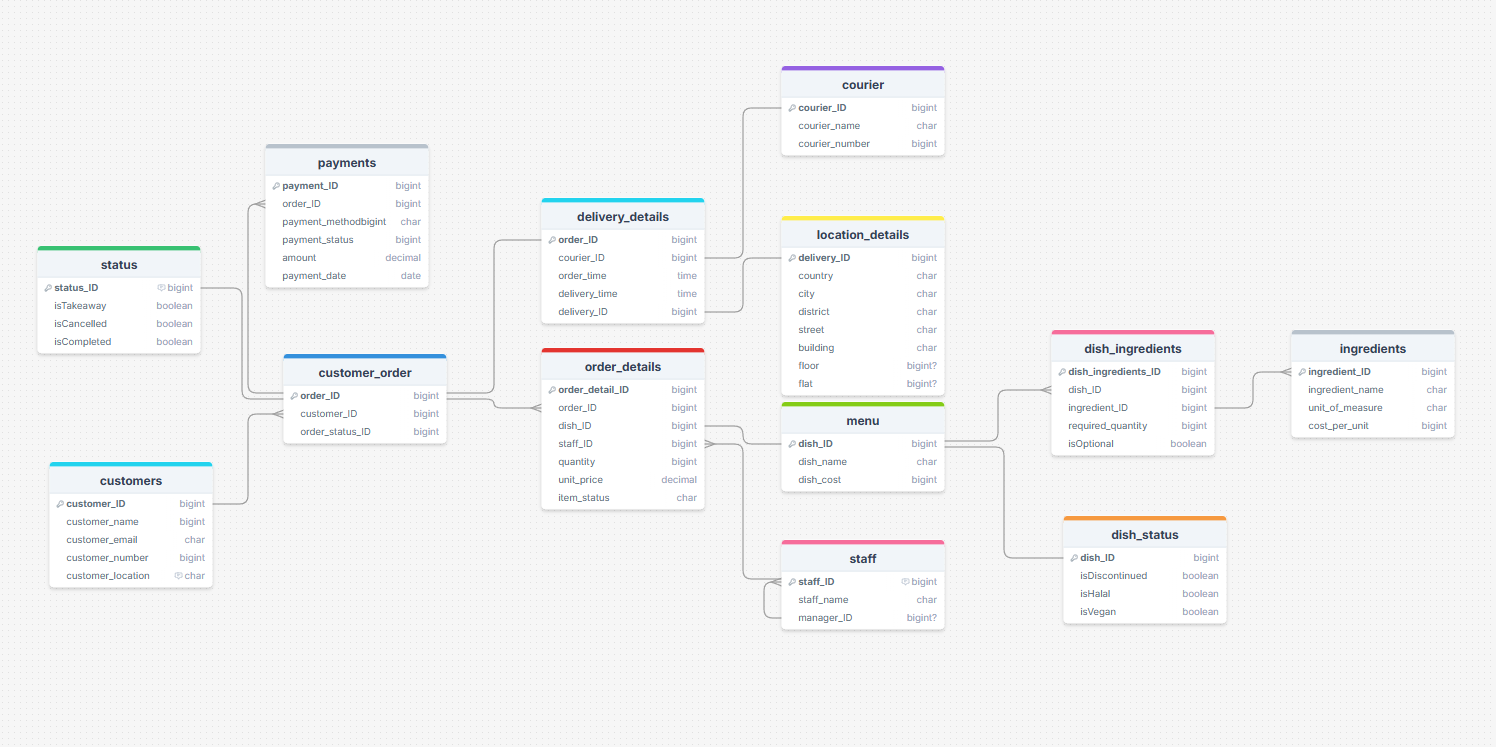 courier
courier_ID bigint
courier_name char
courier_number bigint
payments
payment_ID bigint
order_ID bigint
payment_methodbigint char
payment_status bigint
amount decimal
payment_date date
delivery_details
order_ID bigint
courier_ID bigint
order_time time
delivery_time time
delivery_ID bigint
location_details
delivery_ID bigint
country char
city char
district char
street char
building char
floor bigint?
flat bigint?
status
status_ID bigint
isTakeaway boolean
isCancelled boolean
isCompleted boolean
customer_order
order_ID bigint
customer_ID bigint
order_status_ID bigint
order_details
order_detail_ID bigint
order_ID bigint
dish_ID bigint
staff_ID bigint
quantity bigint
unit_price decimal
item_status char
menu
dish_ID bigint
dish_name char
dish_cost bigint
dish_ingredients
dish_ingredients_ID bigint
dish_ID bigint
ingredient_ID bigint
required_quantity bigint
isOptional boolean
ingredients
ingredient_ID bigint
ingredient_name char
unit_of_measure char
cost_per_unit bigint
customers
customer_ID bigint
customer_name bigint
customer_email char
customer_number bigint
customer_location char
staff
staff_ID bigint
staff_name char
manager_ID bigint?
dish_status
dish_ID bigint
isDiscontinued boolean
isHalal boolean
isVegan boolean